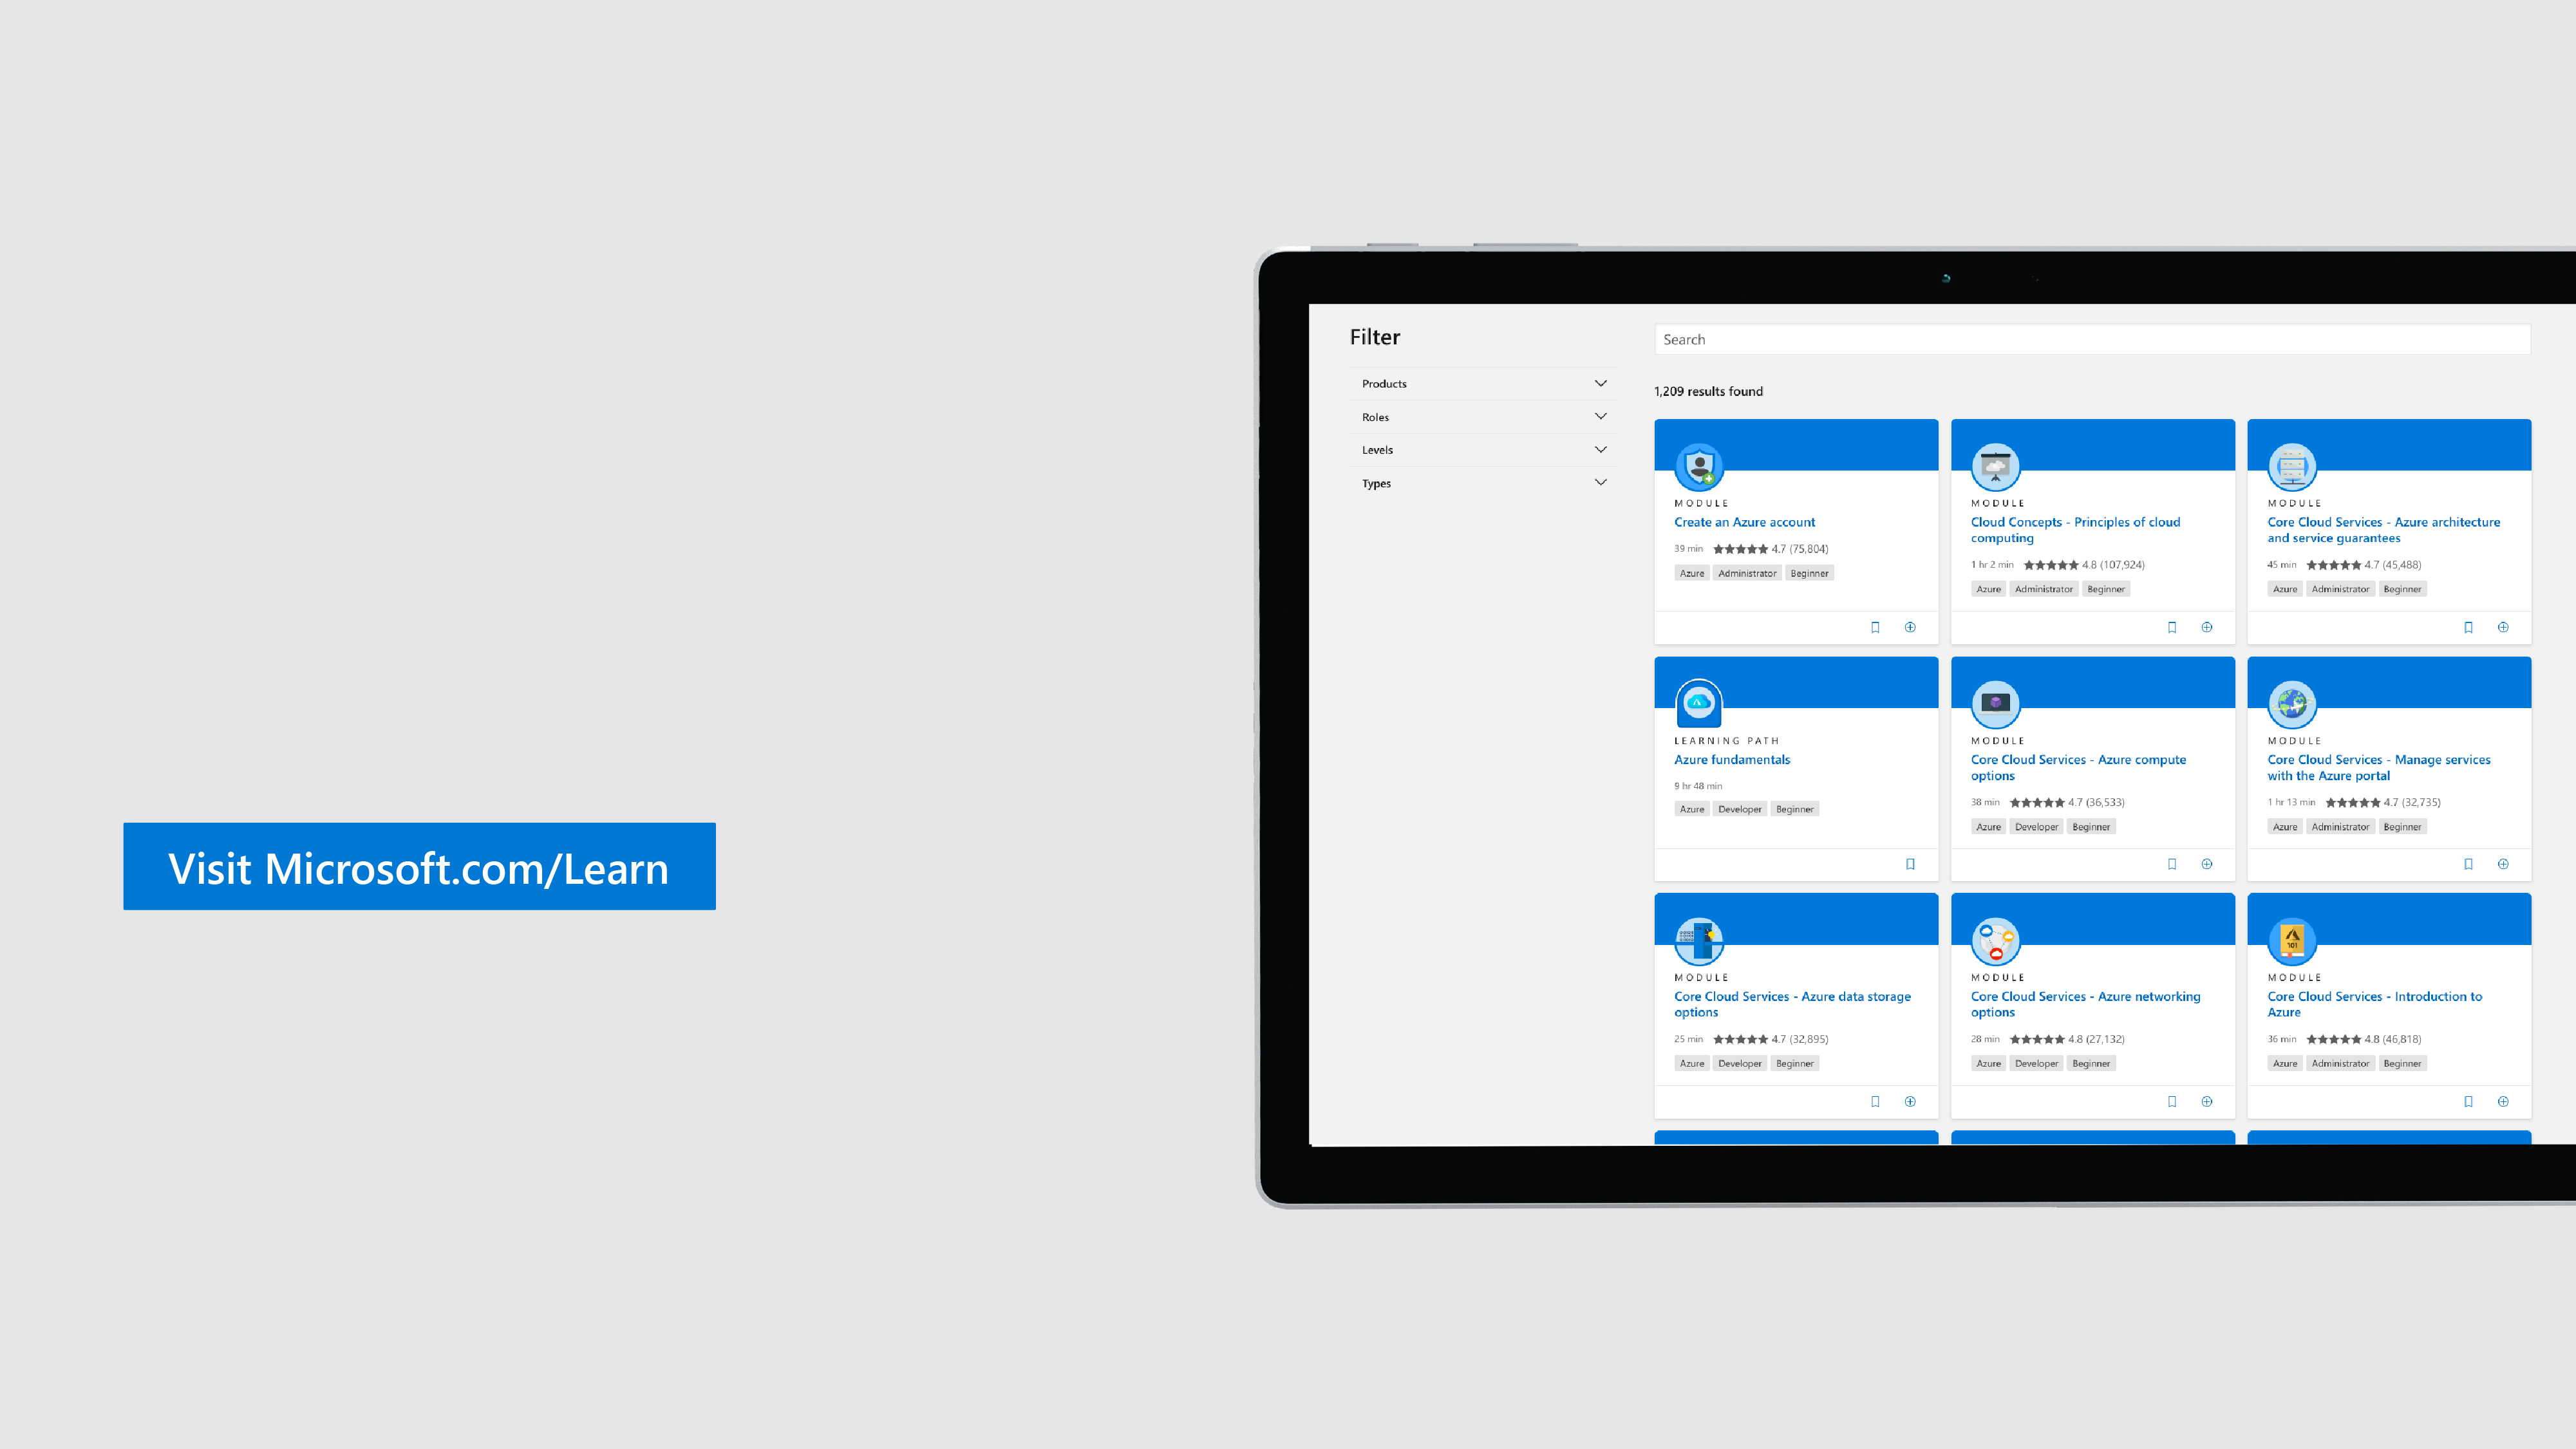 Visit Microsoft.com/Learn
Filter
Products
Roles
Levels
Types
Search
1,209 results found
MODULE
Create an Azure account
39 min ★★★★★ 4.7 (75,804)
Azure Administrator Beginner
MODULE
Cloud Concepts - Principles of cloud
computing
1 hr 2 min ★★★★★ 4.8 (107,924)
Azure Administrator Beginner
MODULE
Core Cloud Services - Azure architecture
and service guarantees
45 min ★★★★★ 4.7 (45,488)
Azure Administrator Beginner
LEARNING PATH
Azure fundamentals
9 hr 48 min
Azure Developer Beginner
MODULE
Core Cloud Services - Azure compute
options
38 min ★★★★★ 4.7 (36,533)
Azure Developer Beginner
MODULE
Core Cloud Services - Manage services
with the Azure portal
1 hr 13 min ★★★★★ 4.7 (32,735)
Azure Administrator Beginner
MODULE
Core Cloud Services - Azure data storage
options
25 min ★★★★★ 4.7 (32,895)
Azure Developer Beginner
MODULE
Core Cloud Services - Azure networking
options
28 min ★★★★★ 4.8 (27,132)
Azure Developer Beginner
101
MODULE
Core Cloud Services - Introduction to
Azure
36 min ★★★★★ 4.8 (46,818)
Azure Administrator Beginner